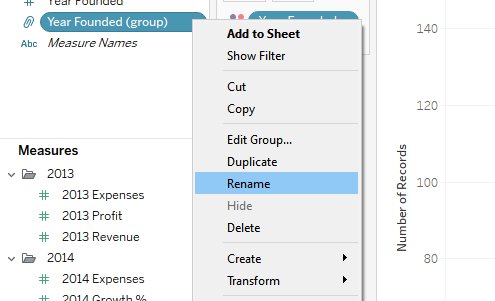 Year Founded
Year Founded (group)
Abc Measure Names
Year Founded
Add to Sheet
Show Filter
Cut
Copy
Edit Group...
Duplicate
Rename
Hide
Delete
Create
Transform
Measures
2013
2013 Expenses
2013 Profit
2013 Revenue
2014
2014 Expenses
2014 Growth %
Number of Records
140
120
100
80